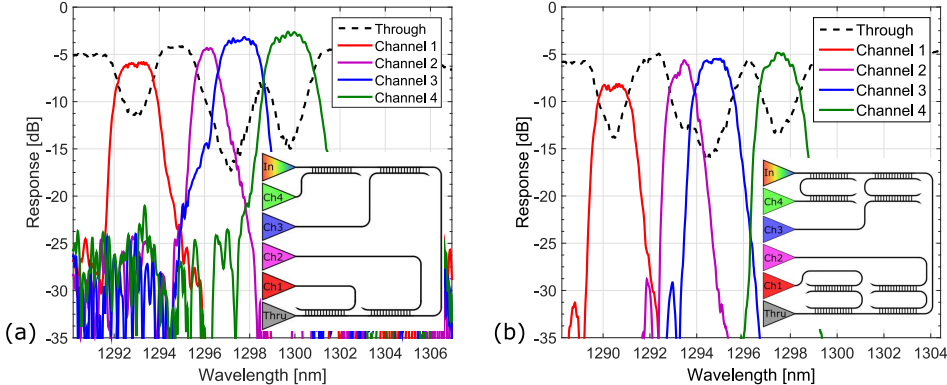 0
-5
-10
-15
-20
-25
-30
-35
Response [dB]
Through
Channel 1
Channel 2
Channel 3
Channel 4
In
Ch4
Ch3
Ch2
Ch1
Thru
1292 1294 1296 1298 1300 1302 1304 1306
Wavelength [nm]
(a)
0
-5
-10
-15
-20
-25
-30
-35
Response [dB]
Through
Channel 1
Channel 2
Channel 3
Channel 4
In
Ch4
Ch3
Ch2
Ch1
Thru
1290 1292 1294 1296 1298 1300 1302 1304
Wavelength [nm]
(b)